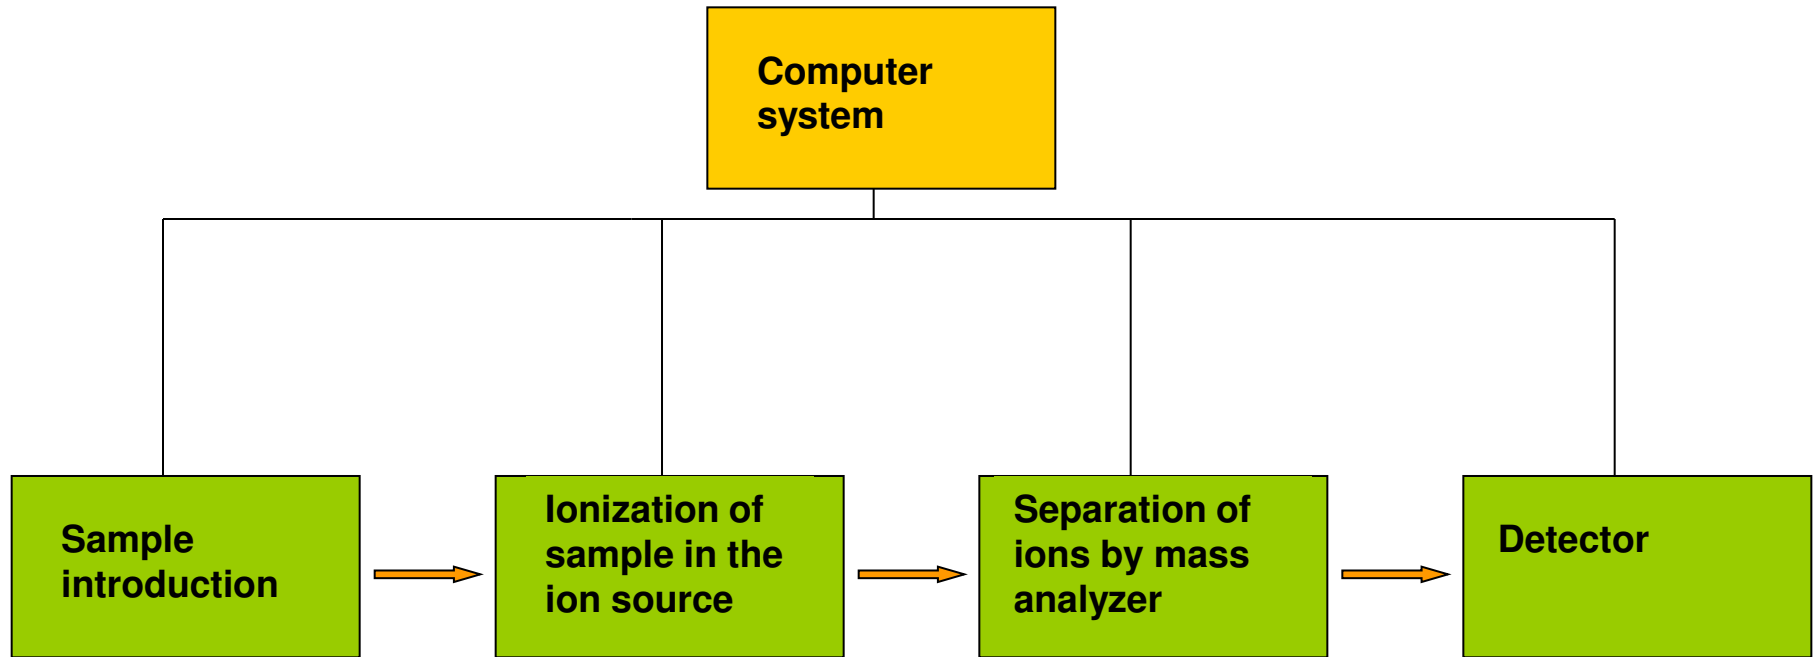 Computer
system
Sample
introduction
Ionization of
sample in the
ion source
Separation of
ions by mass
analyzer
Detector